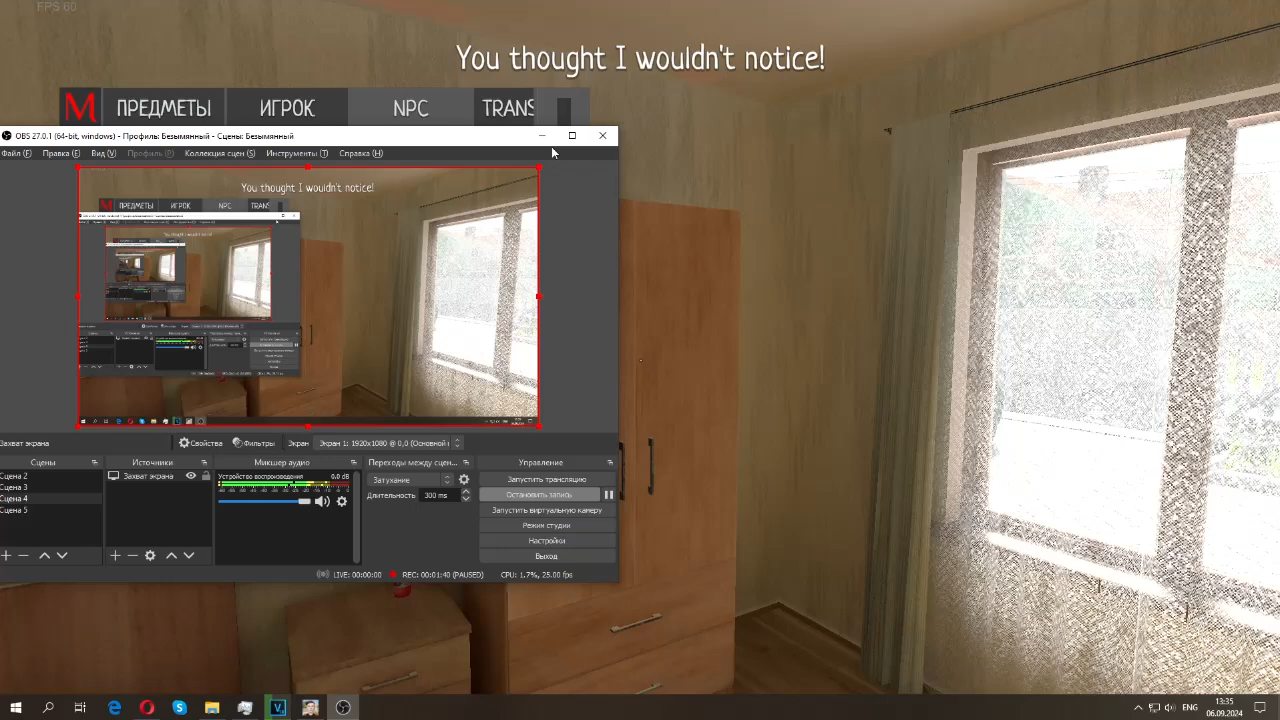 FPS 60
You thought I wouldn't notice!
M ПРЕДМЕТЫ ИГРОК NPC TRANS
OBS 27.0.1 (64-bit, windows) - Профиль: Безымянный - Сцены: Безымянный
Файл (F) Правка (E) Вид (V) Профиль (P) Коллекция сцен (S) Инструменты (T) Справка (H)
You thought I wouldn't notice!
ПРЕДМЕТЫ ИГРОК NPC TRANS
Захват экрана Свойства Фильтры Экран Экран 1: 1920x1080 @ 0,0 (Основной
Сцены Источники Микшер аудио Переходы между сцен... Управление
Сцена 2
Сцена 3
Сцена 4
Сцена 5
Захват экрана
Устройство воспроизведения 0.0 dB
Затухание
Длительность 300 ms
Запустить трансляцию
Остановить запись
Запустить виртуальную камеру
Режим студии
Настройки
Выход
LIVE: 00:00:00 REC: 00:01:40 (PAUSED) CPU: 1.7%, 25.00 fps
ENG
13:35
06.09.2024